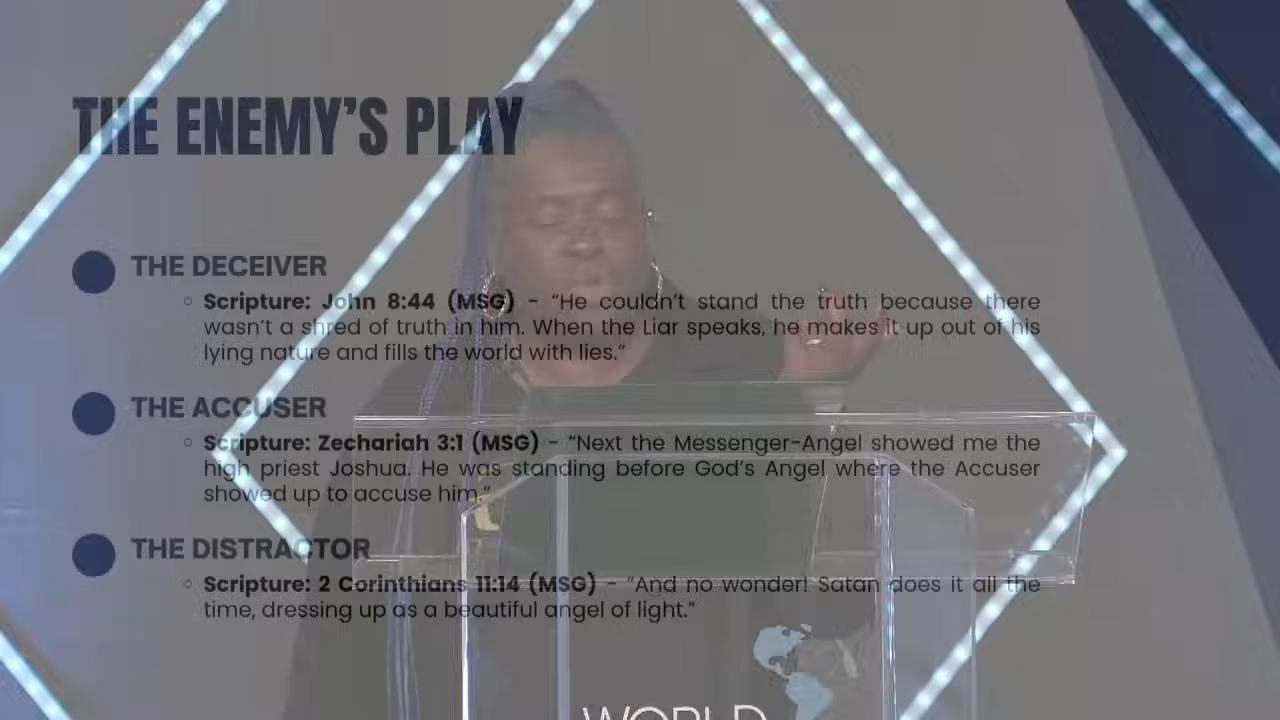 THE ENEMY’S PLAY
THE DECEIVER
Scripture: John 8:44 (MSG) - “He couldn’t stand the truth because there
wasn’t a shred of truth in him. When the Liar speaks, he makes it up out of his
lying nature and fills the world with lies.”
THE ACCUSER
Scripture: Zechariah 3:1 (MSG) - “Next the Messenger-Angel showed me the
high priest Joshua. He was standing before God’s Angel where the Accuser
showed up to accuse him.“
THE DISTRACTOR
Scripture: 2 Corinthians 11:14 (MSG) - “And no wonder! Satan does it all the
time, dressing up as a beautiful angel of light.”
WORLD